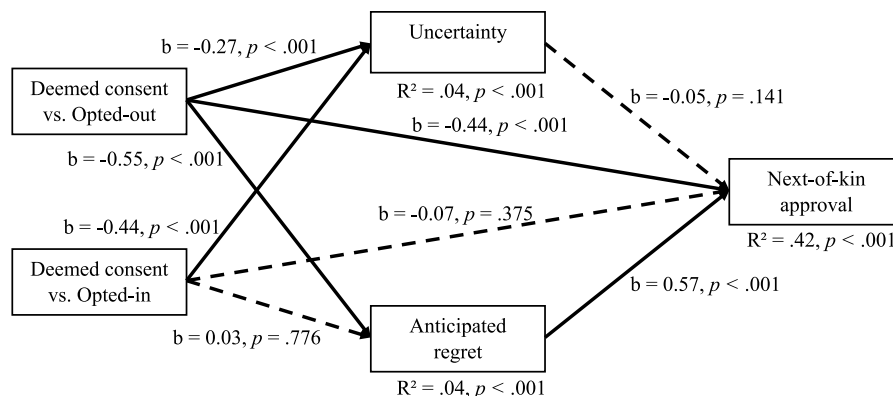 Uncertainty
b = -0.27, p < .001
R² = .04, p < .001
Deemed consent
vs. Opted-out
b = -0.05, p = .141
b = -0.44, p < .001
b = -0.55, p < .001
Next-of-kin
approval
b = -0.07, p = .375
b = -0.44, p < .001
R² = .42, p < .001
Deemed consent
vs. Opted-in
b = 0.57, p < .001
b = 0.03, p = .776
Anticipated
regret
R² = .04, p < .001